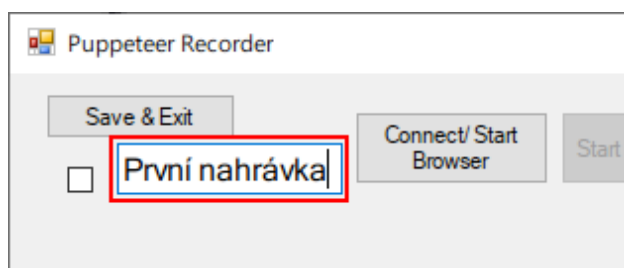 Puppeteer Recorder
Save & Exit
První nahrávka
Connect/ Start
Browser
Start